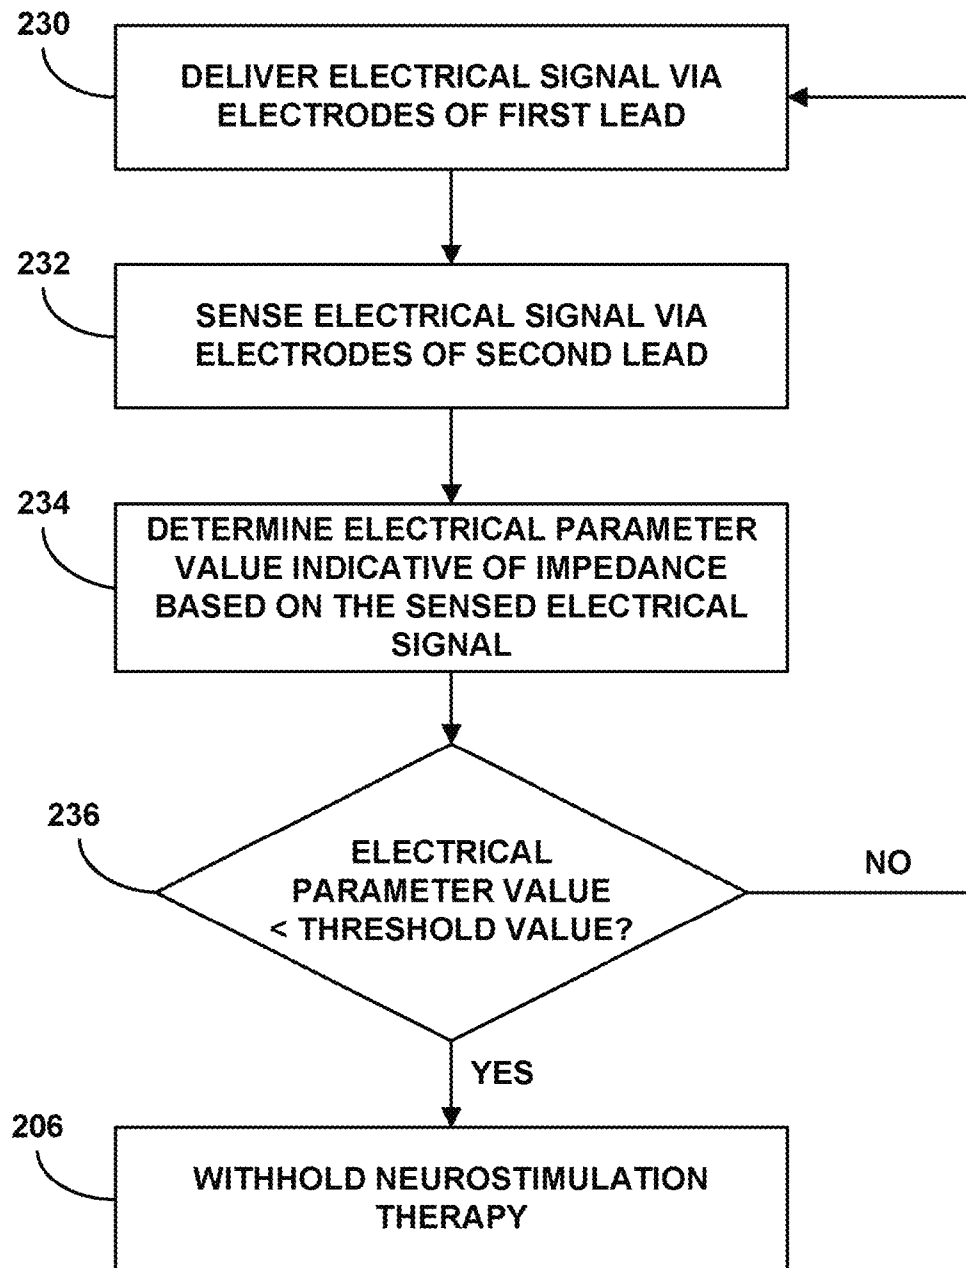 230
DELIVER ELECTRICAL SIGNAL VIA
ELECTRODES OF FIRST LEAD
232
SENSE ELECTRICAL SIGNAL VIA
ELECTRODES OF SECOND LEAD
234
DETERMINE ELECTRICAL PARAMETER
VALUE INDICATIVE OF IMPEDANCE
BASED ON THE SENSED ELECTRICAL
SIGNAL
236
ELECTRICAL
PARAMETER VALUE
< THRESHOLD VALUE?
NO
YES
206
WITHHOLD NEUROSTIMULATION
THERAPY